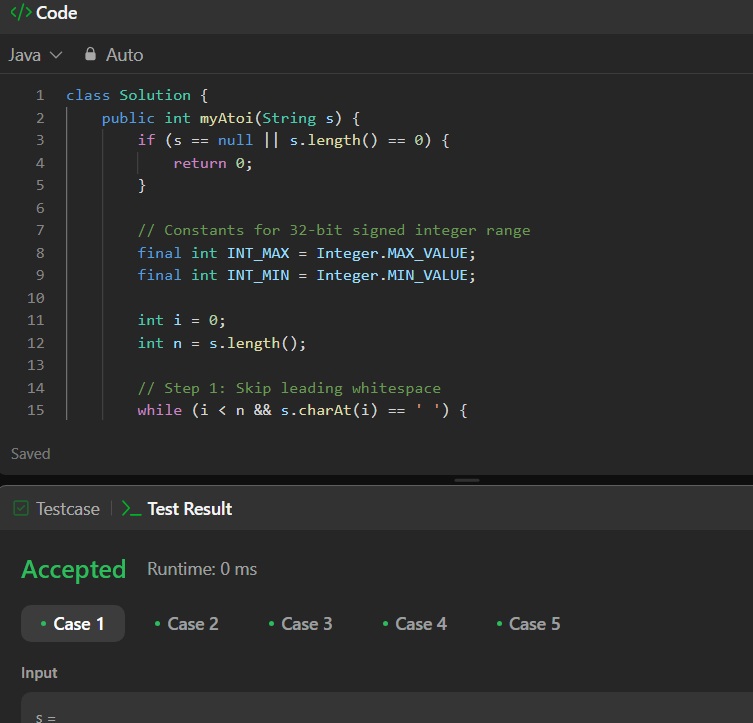 </> Code
Java Auto
1 class Solution {
2 public int myAtoi(String s) {
3 if (s == null || s.length() == 0) {
4 return 0;
5 }
6
7 // Constants for 32-bit signed integer range
8 final int INT_MAX = Integer.MAX_VALUE;
9 final int INT_MIN = Integer.MIN_VALUE;
10
11 int i = 0;
12 int n = s.length();
13
14 // Step 1: Skip leading whitespace
15 while (i < n && s.charAt(i) == ' ') {
Saved
Testcase >_ Test Result
Accepted Runtime: 0 ms
• Case 1 • Case 2 • Case 3 • Case 4 • Case 5
Input
s =